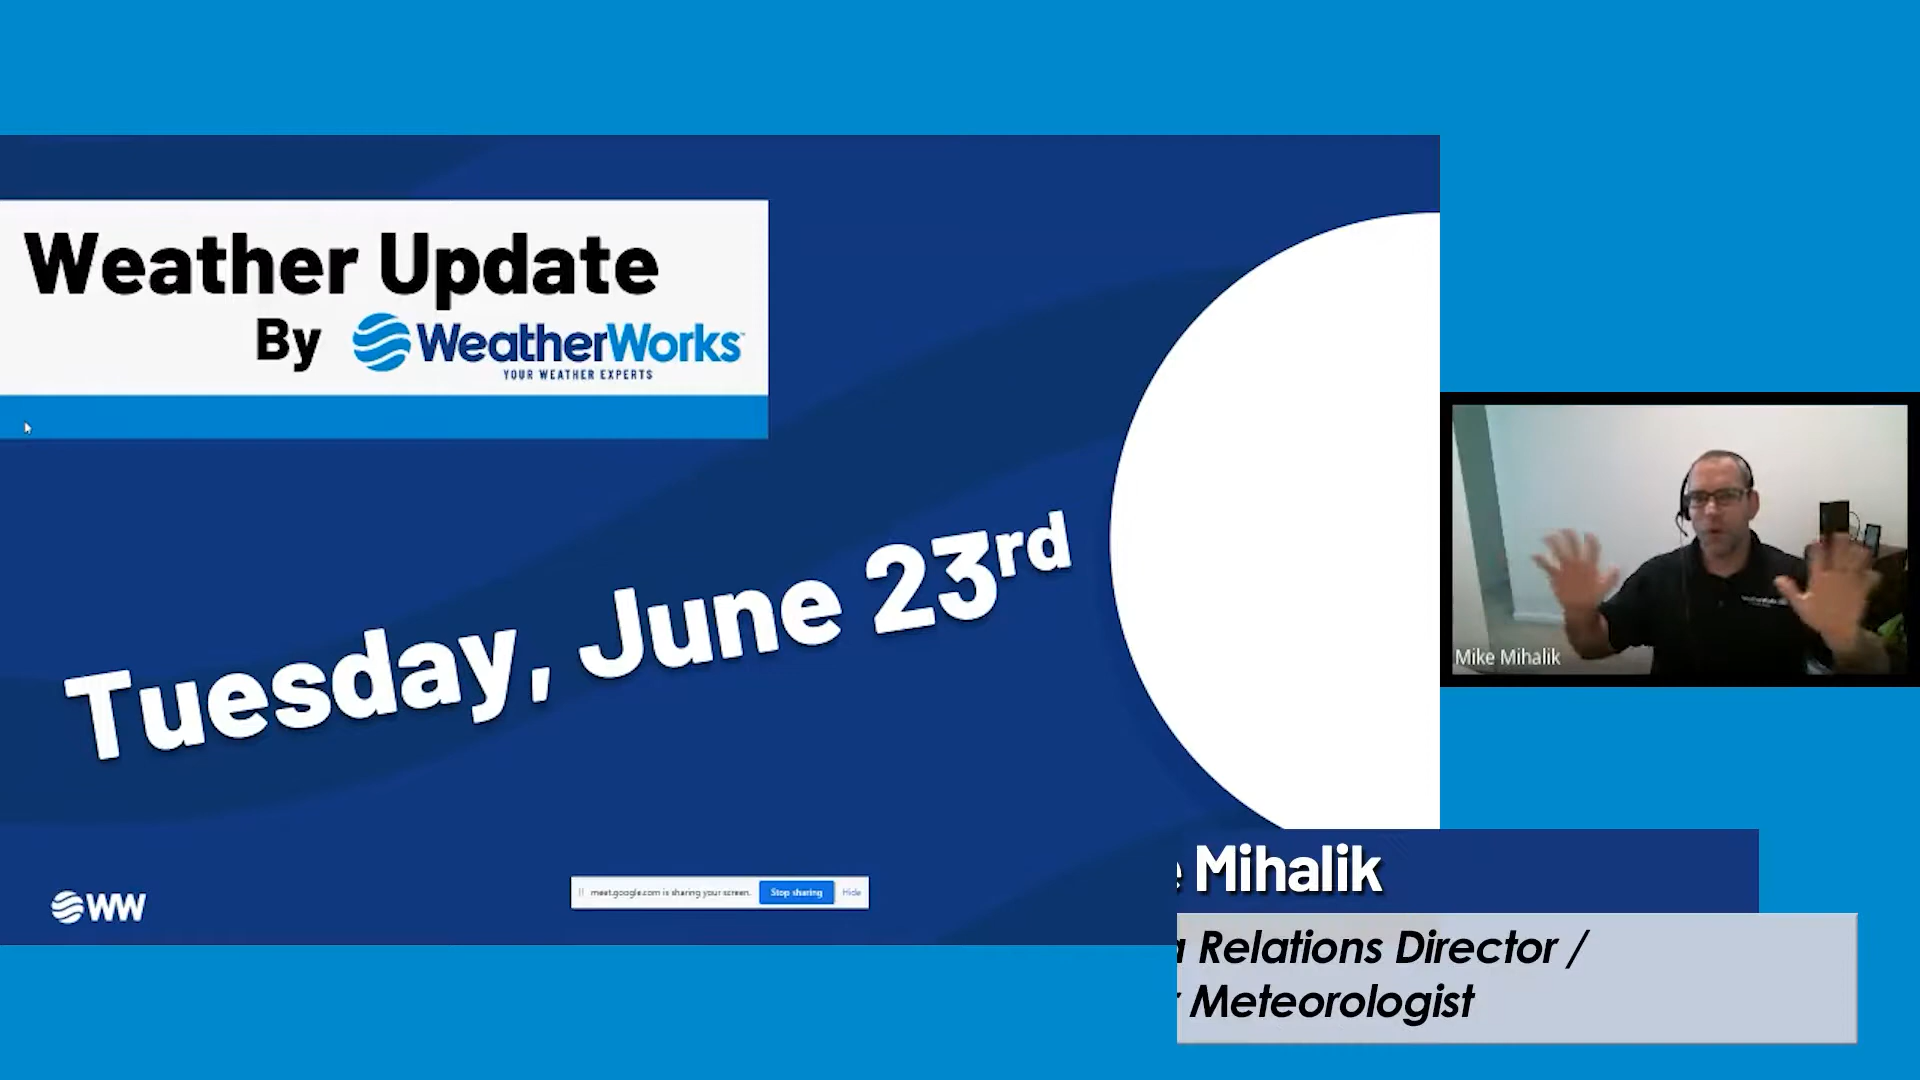 Weather Update
By WeatherWorks
YOUR WEATHER EXPERTS
Tuesday, June 23rd
WW
meet.google.com is sharing your screen.
Stop sharing
Hide
Mike Mihalik
Mihalik
Relations Director /
Meteorologist